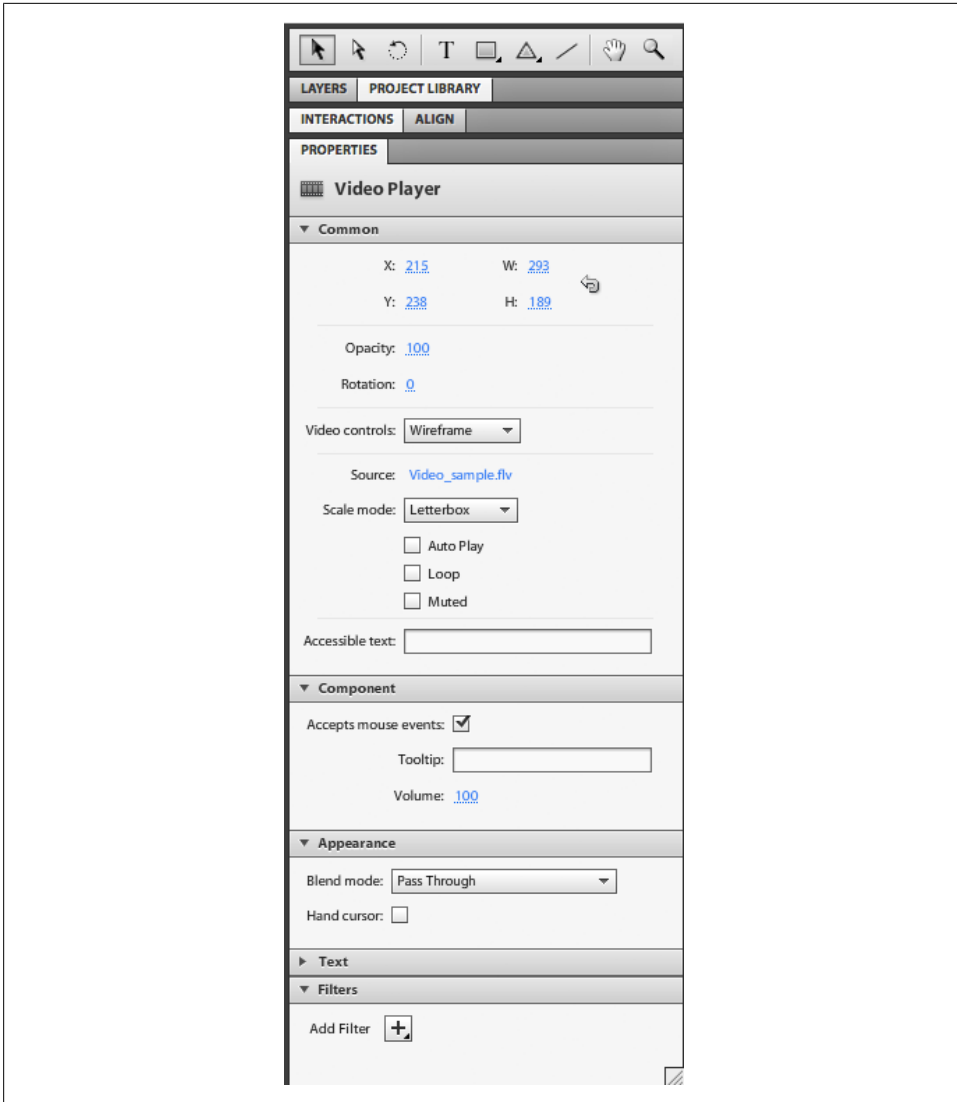 T
LAYERS PROJECT LIBRARY
INTERACTIONS ALIGN
PROPERTIES
Video Player
Common
X: 215 W: 293
Y: 238 H: 189
Opacity: 100
Rotation: 0
Video controls: Wireframe
Source: Video_sample.flv
Scale mode: Letterbox
Auto Play
Loop
Muted
Accessible text:
Component
Accepts mouse events:
Tooltip:
Volume: 100
Appearance
Blend mode: Pass Through
Hand cursor:
Text
Filters
Add Filter